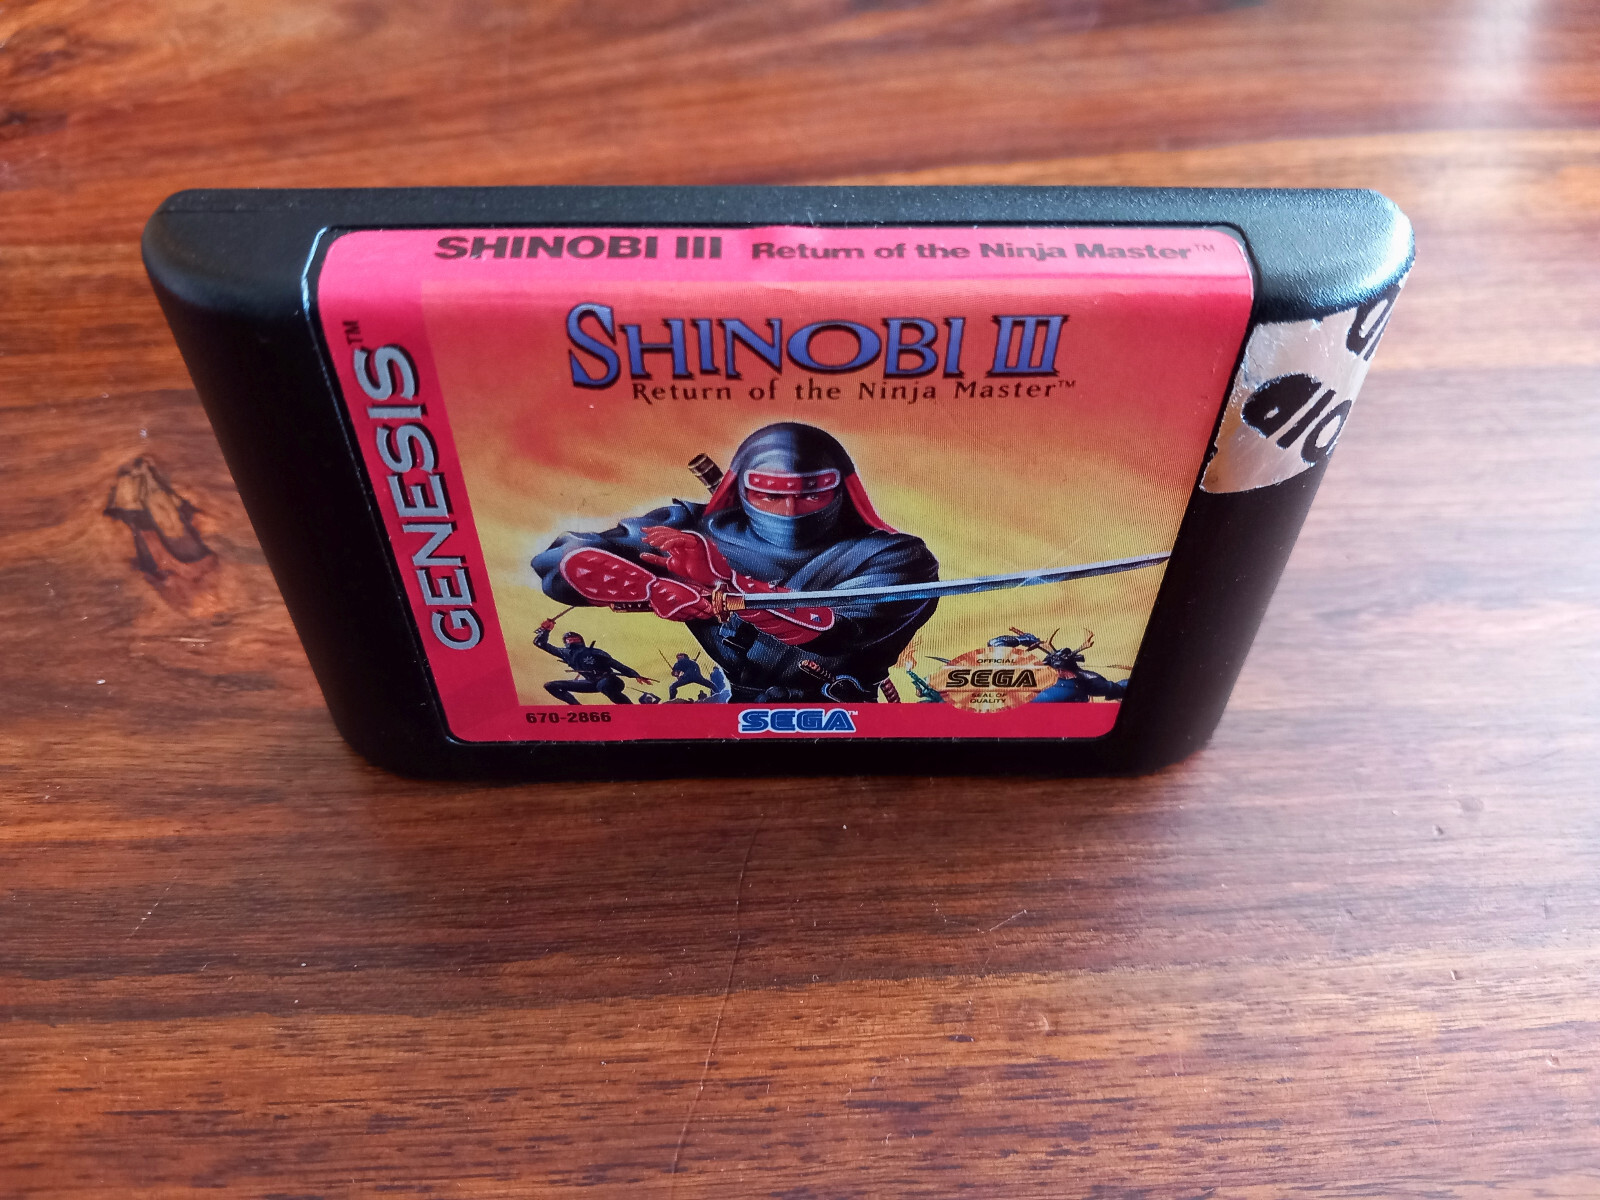 SHINOBI III Return of the Ninja Master™
GENESIS™
SHINOBI III
Return of the Ninja Master™
OFFICIAL
SEGA
SEAL OF
QUALITY
670-2866
SEGA™